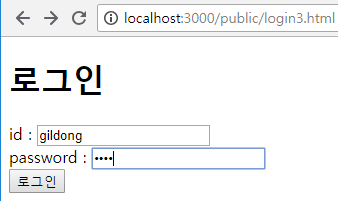 localhost:3000/public/login3.html
로그인
id : gildong
password : ••••
로그인